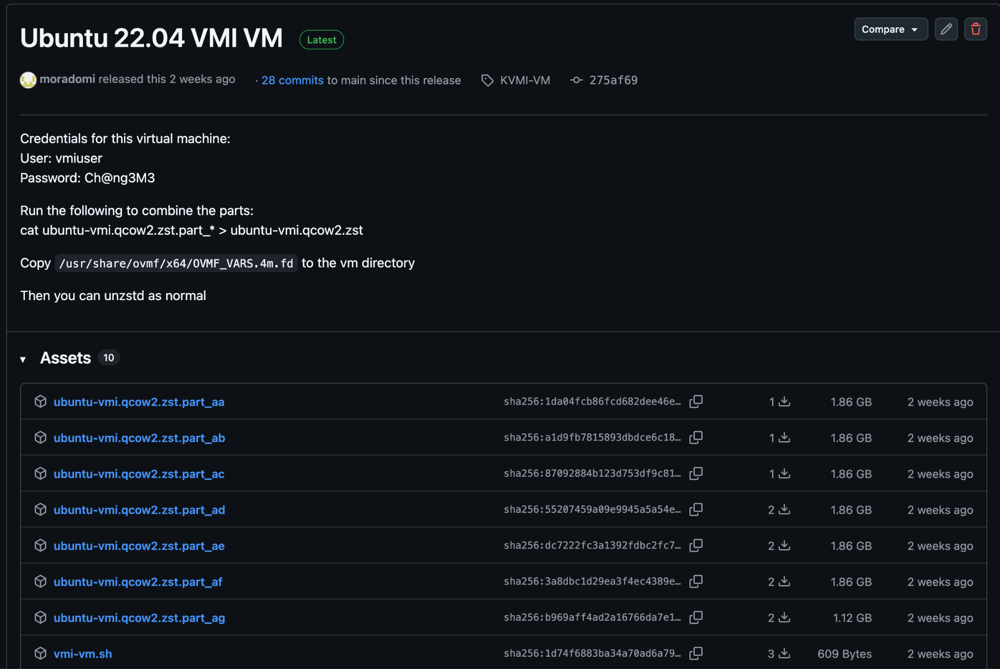 Ubuntu 22.04 VMI VM Latest
Compare
moradomi released this 2 weeks ago · 28 commits to main since this release KVMI-VM 275af69
Credentials for this virtual machine:
User: vmiuser
Password: Ch@ng3M3
Run the following to combine the parts:
cat ubuntu-vmi.qcow2.zst.part_* > ubuntu-vmi.qcow2.zst
Copy /usr/share/ovmf/x64/OVMF_VARS.4m.fd to the vm directory
Then you can unzstd as normal
Assets 10
ubuntu-vmi.qcow2.zst.part_aa sha256:1da04fcb86fcd682dee46e… 1 1.86 GB 2 weeks ago
ubuntu-vmi.qcow2.zst.part_ab sha256:a1d9fb7815893dbdce6c18… 1 1.86 GB 2 weeks ago
ubuntu-vmi.qcow2.zst.part_ac sha256:87092884b123d753df9c81… 1 1.86 GB 2 weeks ago
ubuntu-vmi.qcow2.zst.part_ad sha256:55207459a09e9945a5a54e… 2 1.86 GB 2 weeks ago
ubuntu-vmi.qcow2.zst.part_ae sha256:dc7222fc3a1392fdbc2fc7… 2 1.86 GB 2 weeks ago
ubuntu-vmi.qcow2.zst.part_af sha256:3a8dbc1d29ea3f4ec4389e… 2 1.86 GB 2 weeks ago
ubuntu-vmi.qcow2.zst.part_ag sha256:b969aff4ad2a16766da7e1… 2 1.12 GB 2 weeks ago
vmi-vm.sh sha256:1d74f6883ba34a70ad6a79… 3 609 Bytes 2 weeks ago